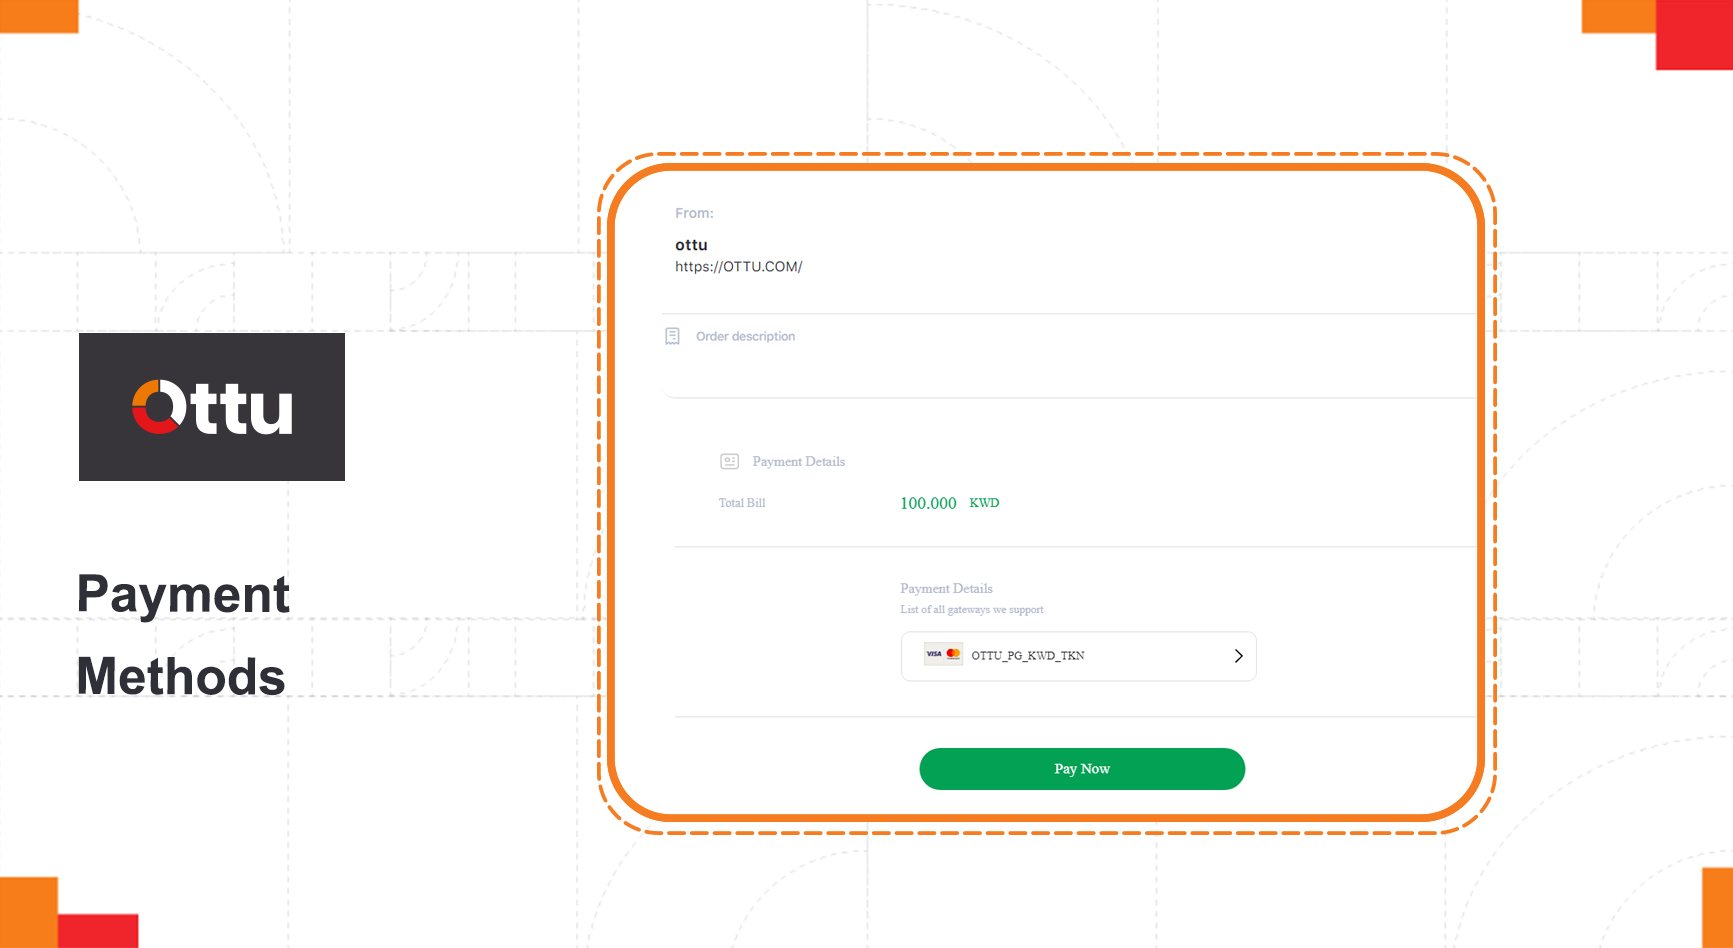 Ottu
Payment
Methods
From:
ottu
https://OTTU.COM/
Order description
Payment Details
Total Bill 100.000 KWD
Payment Details
List of all gateways we support
VISA mastercard OTTU_PG_KWD_TKN
Pay Now